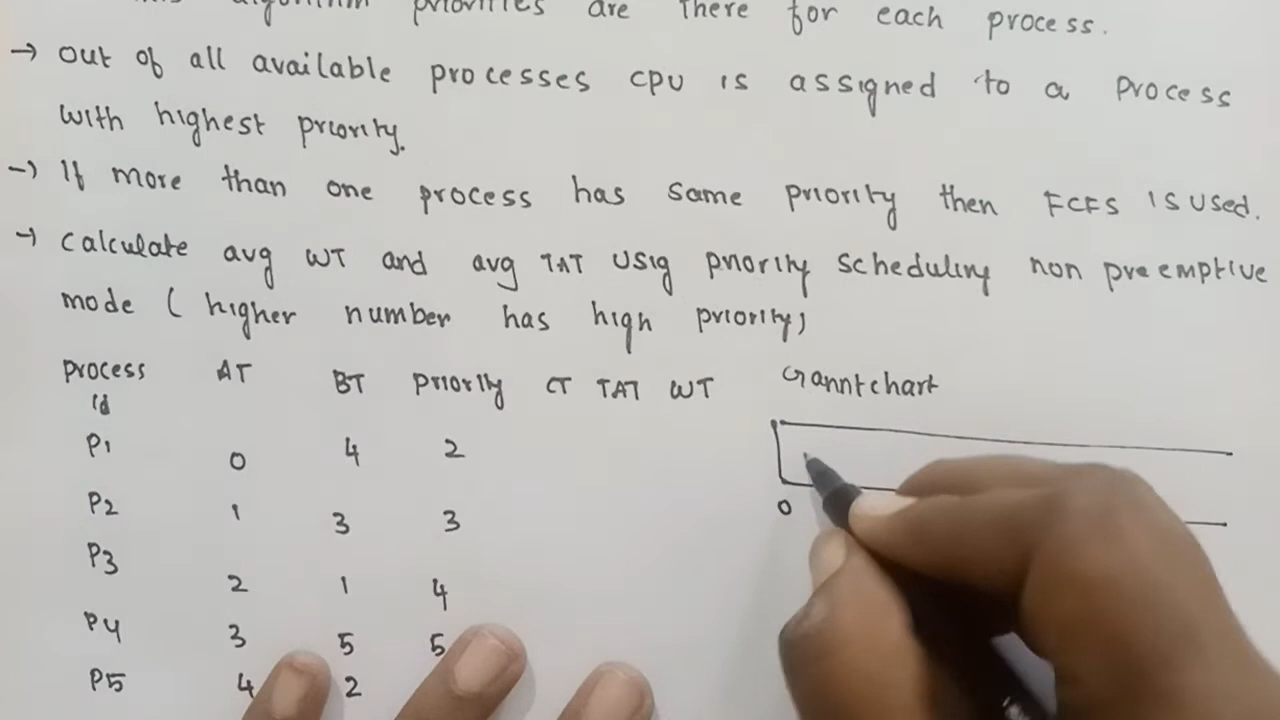 algorithm priorities are there for each process.
→ out of all available processes cpu is assigned to a process
with highest priority.
→ If more than one process has same priority then FCFS is used.
→ calculate avg WT and avg TAT usig priority scheduling non preemptive
mode ( higher number has high priority)
process id AT BT priority CT TAT WT Ganntchart
P1 0 4 2
0
P2 1 3 3
P3 2 1 4
P4 3 5 5
P5 4 2